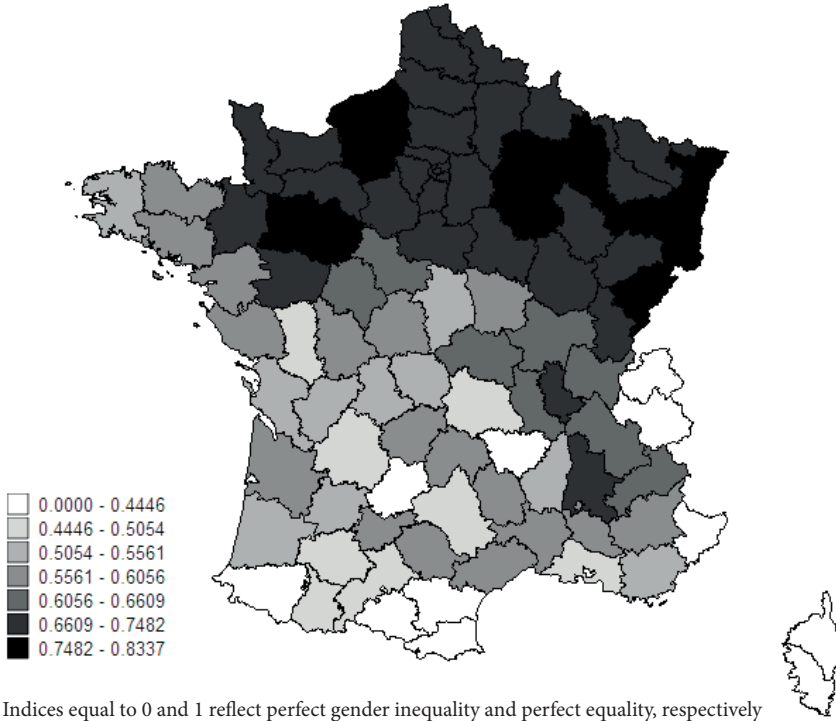 0.0000 - 0.4446
0.4446 - 0.5054
0.5054 - 0.5561
0.5561 - 0.6056
0.6056 - 0.6609
0.6609 - 0.7482
0.7482 - 0.8337
Indices equal to 0 and 1 reflect perfect gender inequality and perfect equality, respectively